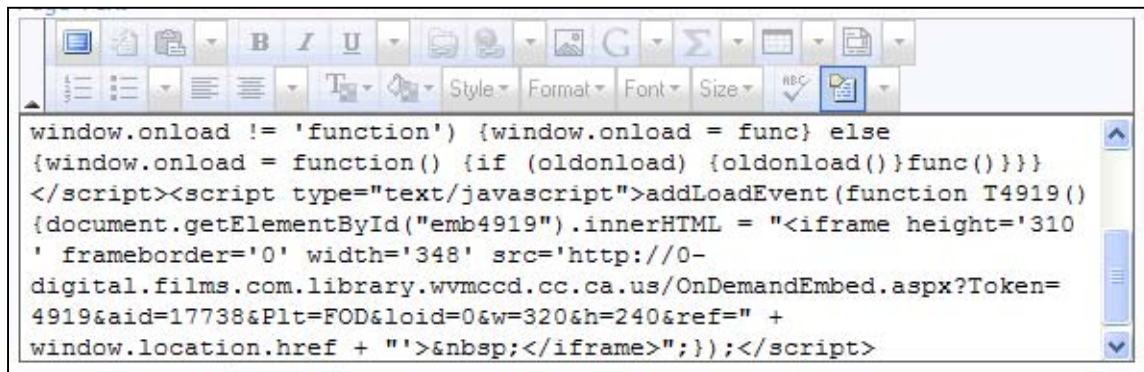 B I U G Σ
T Style Format Font Size ABC
window.onload != 'function') {window.onload = func} else
{window.onload = function() {if (oldonload) {oldonload()}func()}}}
</script><script type="text/javascript">addLoadEvent(function T4919()
{document.getElementById("emb4919").innerHTML = "<iframe height='310
' frameborder='0' width='348' src='http://0-
digital.films.com.library.wvmccd.cc.ca.us/OnDemandEmbed.aspx?Token=
4919&aid=17738&Plt=FOD&loid=0&w=320&h=240&ref=" +
window.location.href + "'>&nbsp;</iframe>";});</script>